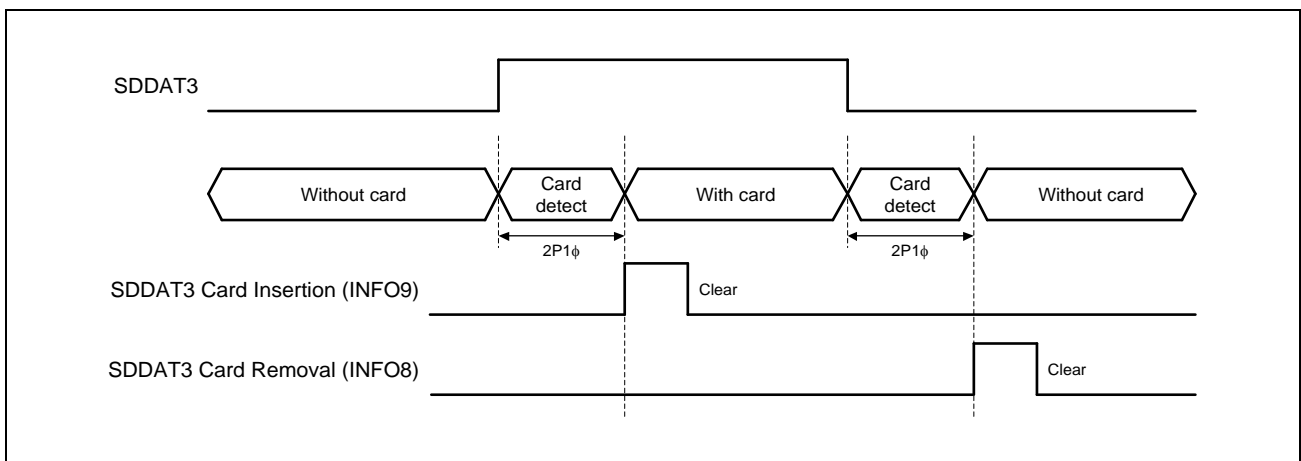 SDDAT3
Without card
Card
detect
With card
Card
detect
Without card
2P1ϕ
2P1ϕ
SDDAT3 Card Insertion (INFO9)
Clear
SDDAT3 Card Removal (INFO8)
Clear